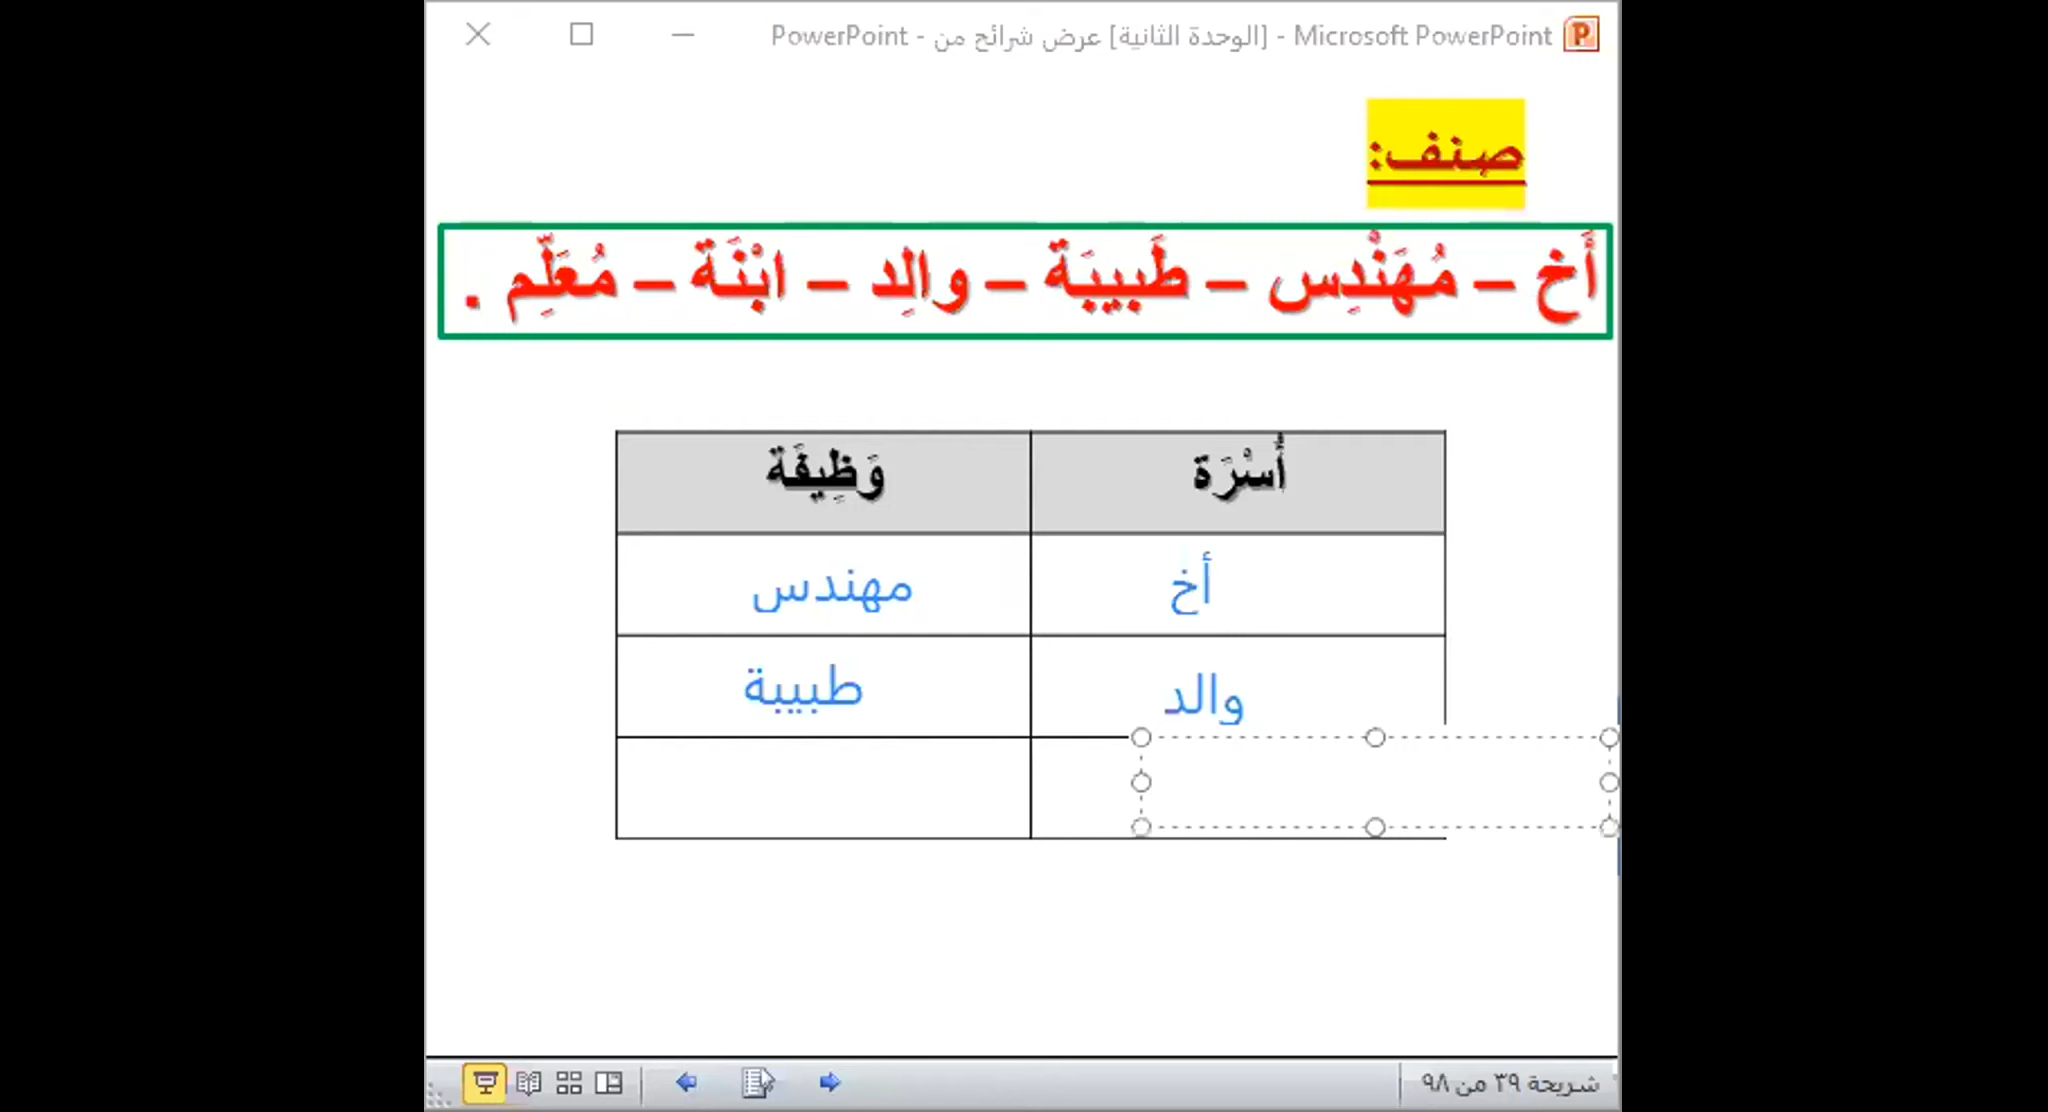 PowerPoint - [الوحدة الثانية] عرض شرائح من - Microsoft PowerPoint
صنف:
أَخ – مُهَنْدِس – طَبيبَة – والِد – ابْنَة – مُعَلِّم .
أَسْرَة وَظِيفَة
أخ مهندس
والد طبيبة
شريحة ٣٩ من ٩٨